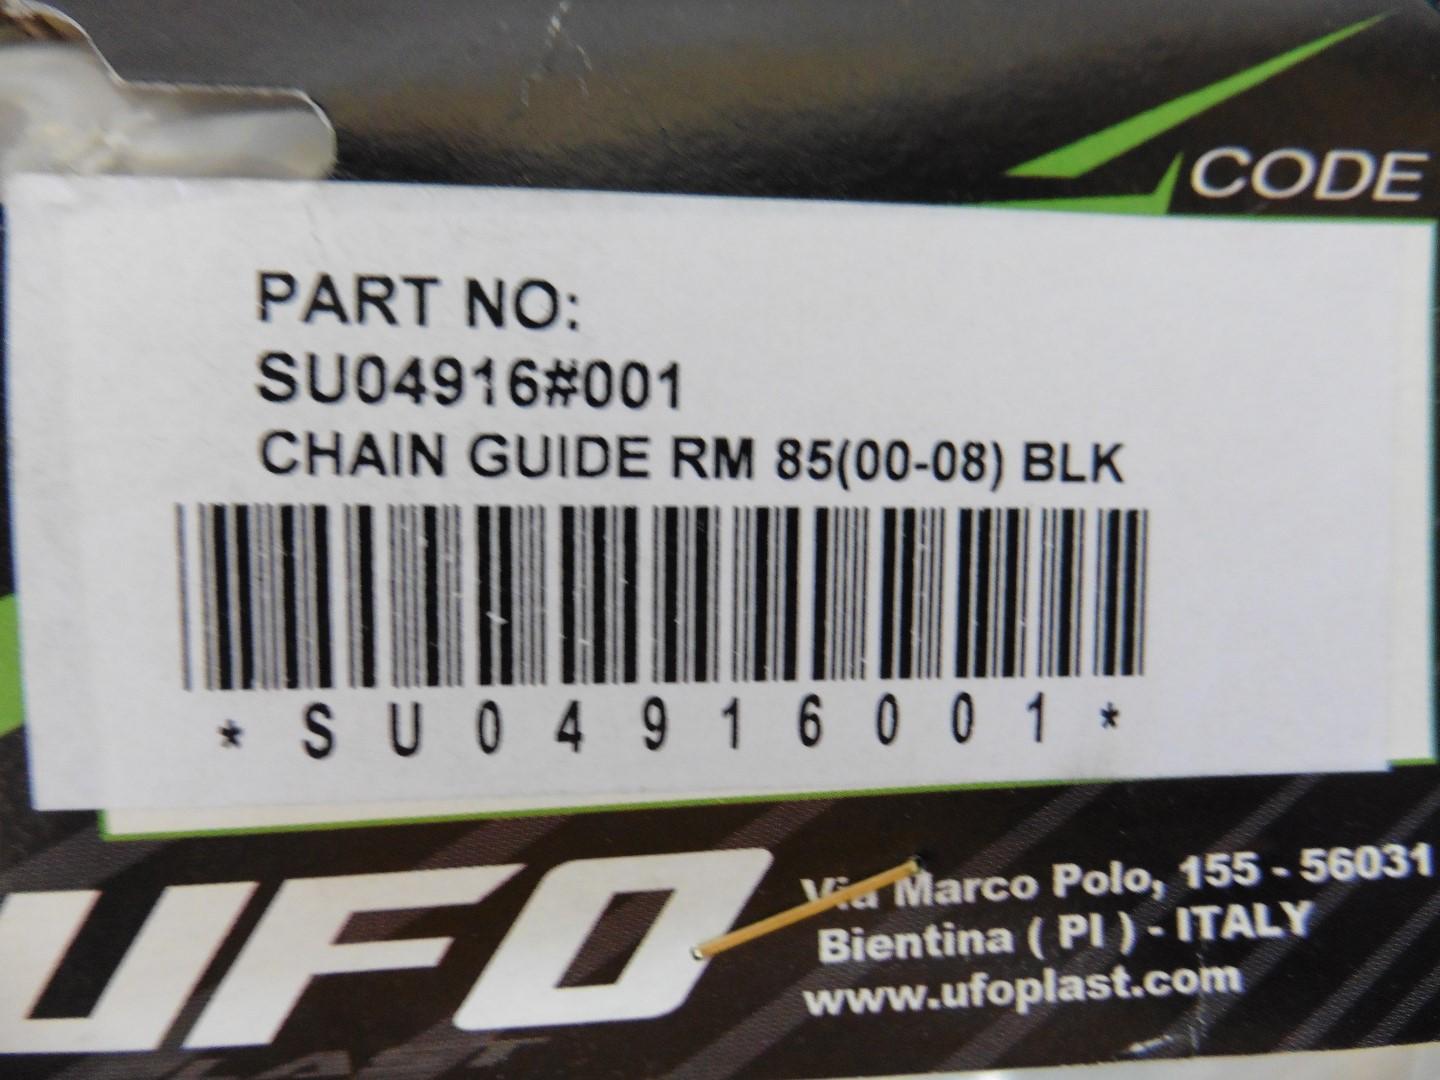 CODE
PART NO:
SU04916#001
CHAIN GUIDE RM 85(00-08) BLK
*SU04916001*
UFO
PLAST
Via Marco Polo, 155 - 56031
Bientina ( PI ) - ITALY
www.ufoplast.com